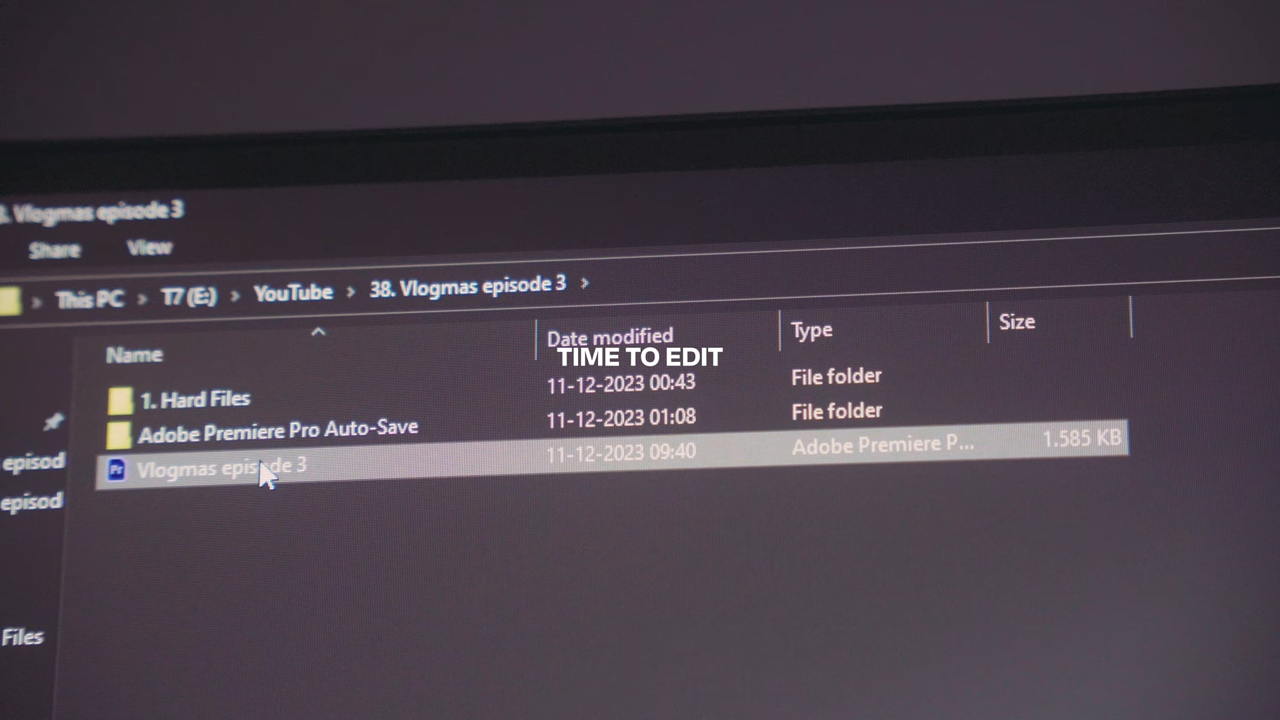 8. Vlogmas episode 3
Share View
This PC > T7 (E:) > YouTube > 38. Vlogmas episode 3 >
Name Date modified Type Size
TIME TO EDIT
1. Hard Files 11-12-2023 00:43 File folder
Adobe Premiere Pro Auto-Save 11-12-2023 01:08 File folder
Pr Vlogmas episode 3 11-12-2023 09:40 Adobe Premiere P... 1.585 KB
episod
episod
Files